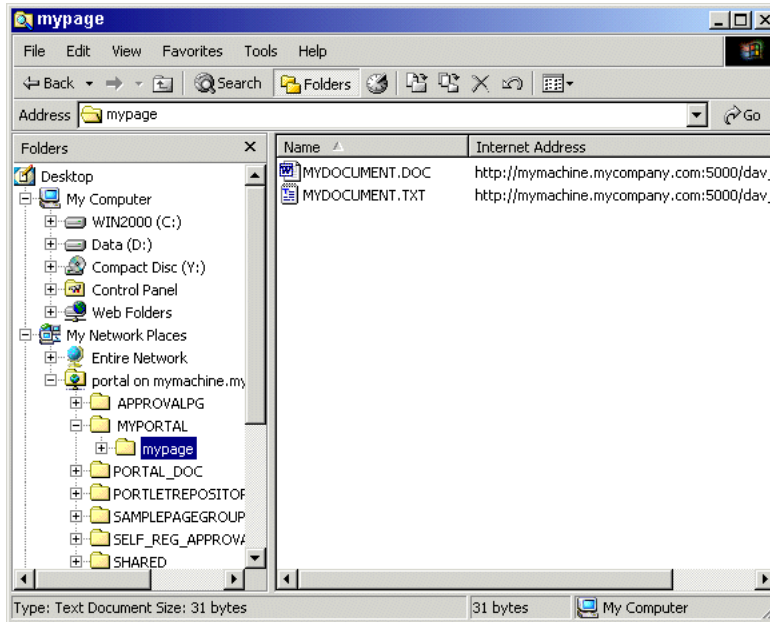 mypage
File Edit View Favorites Tools Help
Back Search Folders
Address mypage Go
Folders
Desktop
My Computer
WIN2000 (C:)
Data (D:)
Compact Disc (Y:)
Control Panel
Web Folders
My Network Places
Entire Network
portal on mymachine.my
APPROVALPG
MYPORTAL
mypage
PORTAL_DOC
PORTLETREPOSITOR
SAMPLEPAGEGROUP
SELF_REG_APPROVA
SHARED
Name Internet Address
MYDOCUMENT.DOC http://mymachine.mycompany.com:5000/dav_
MYDOCUMENT.TXT http://mymachine.mycompany.com:5000/dav_
Type: Text Document Size: 31 bytes 31 bytes My Computer